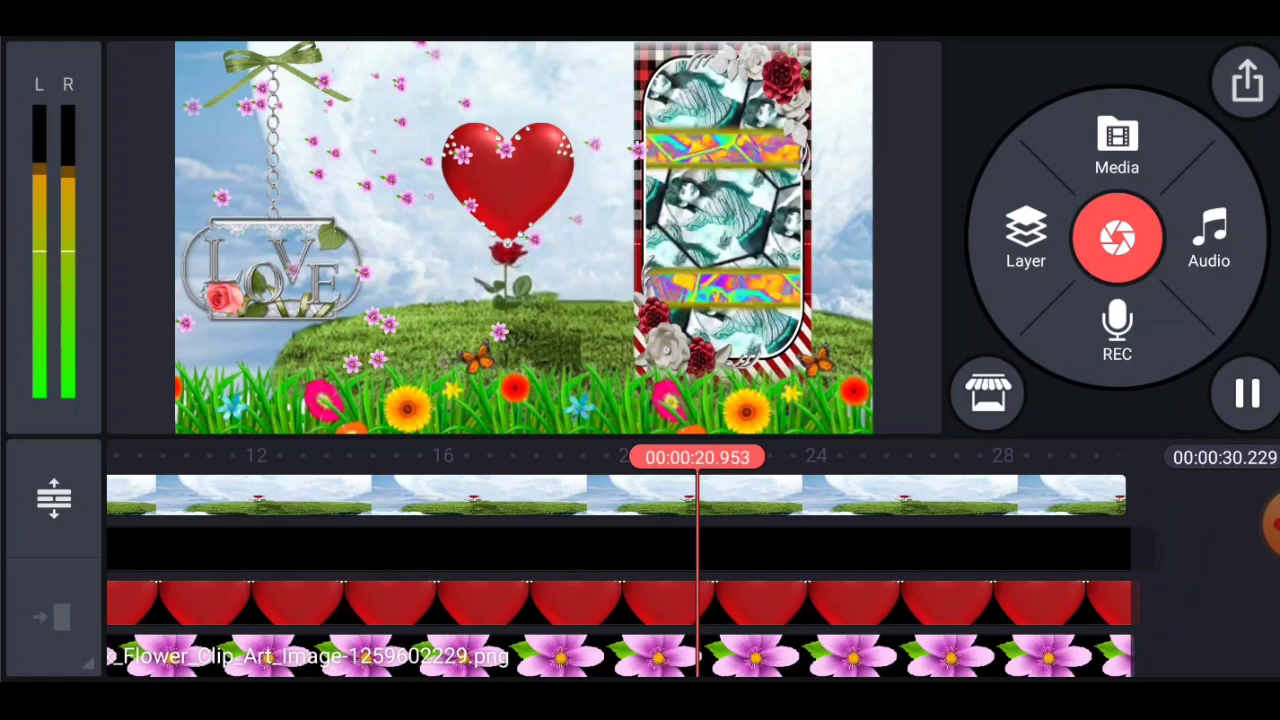 L R
LOVE
Media
Layer
Audio
REC
12
16
2
00:00:20.953
24
28
00:00:30.229
_Flower_Clip_Art_Image-1259602229.png